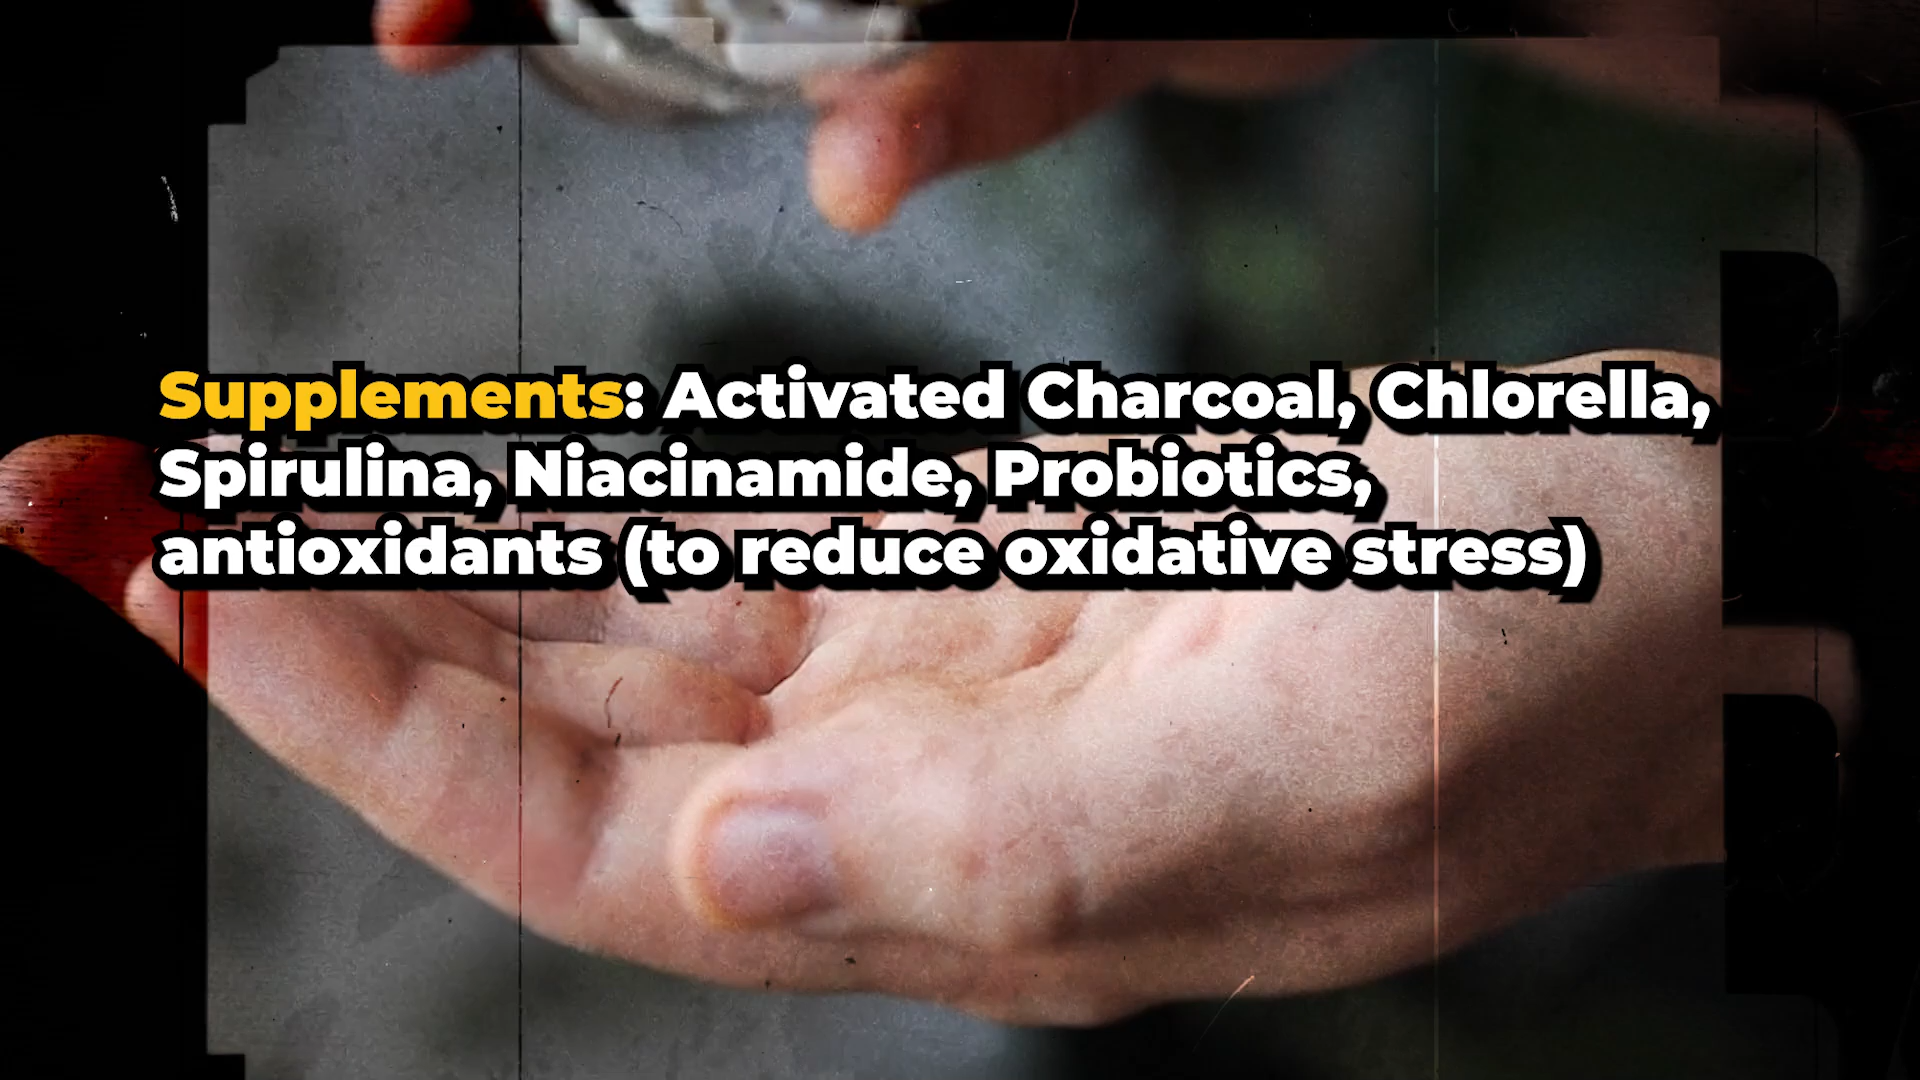 Supplements: Activated Charcoal, Chlorella,
Spirulina, Niacinamide, Probiotics,
antioxidants (to reduce oxidative stress)